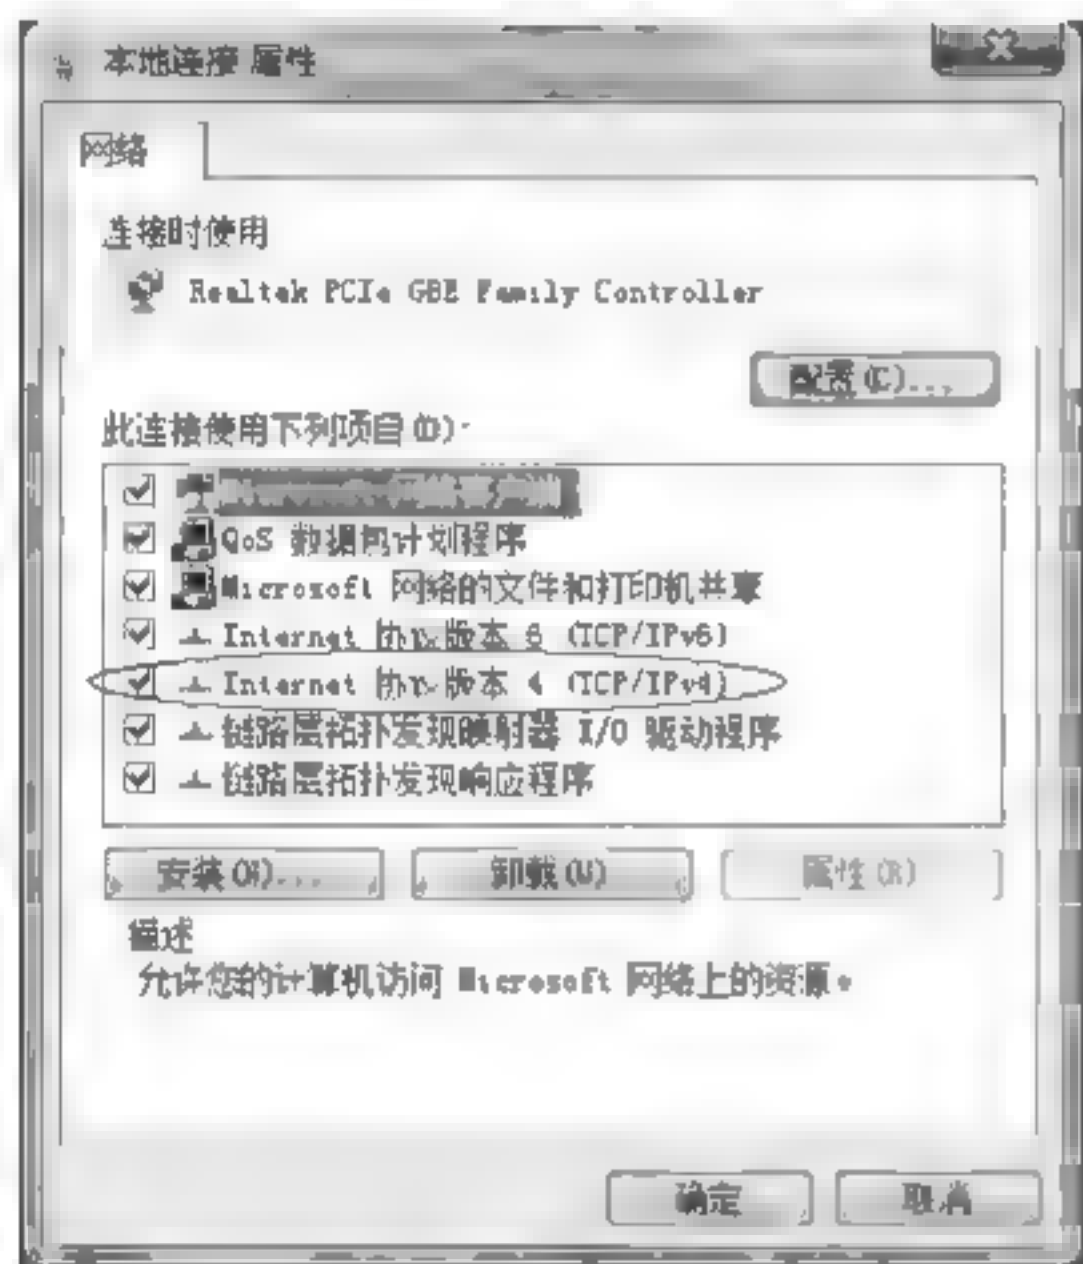 本地连接 属性
网络
连接时使用
Realtek PCIe GBE Family Controller
配置(C)...
此连接使用下列项目(O):
Microsoft 网络客户端
QoS 数据包计划程序
Microsoft 网络的文件和打印机共享
Internet 协议版本 6 (TCP/IPv6)
Internet 协议版本 4 (TCP/IPv4)
链路层拓扑发现映射器 I/O 驱动程序
链路层拓扑发现响应程序
安装(N)... 卸载(U) 属性(R)
描述
允许您的计算机访问 Microsoft 网络上的资源。
确定 取消